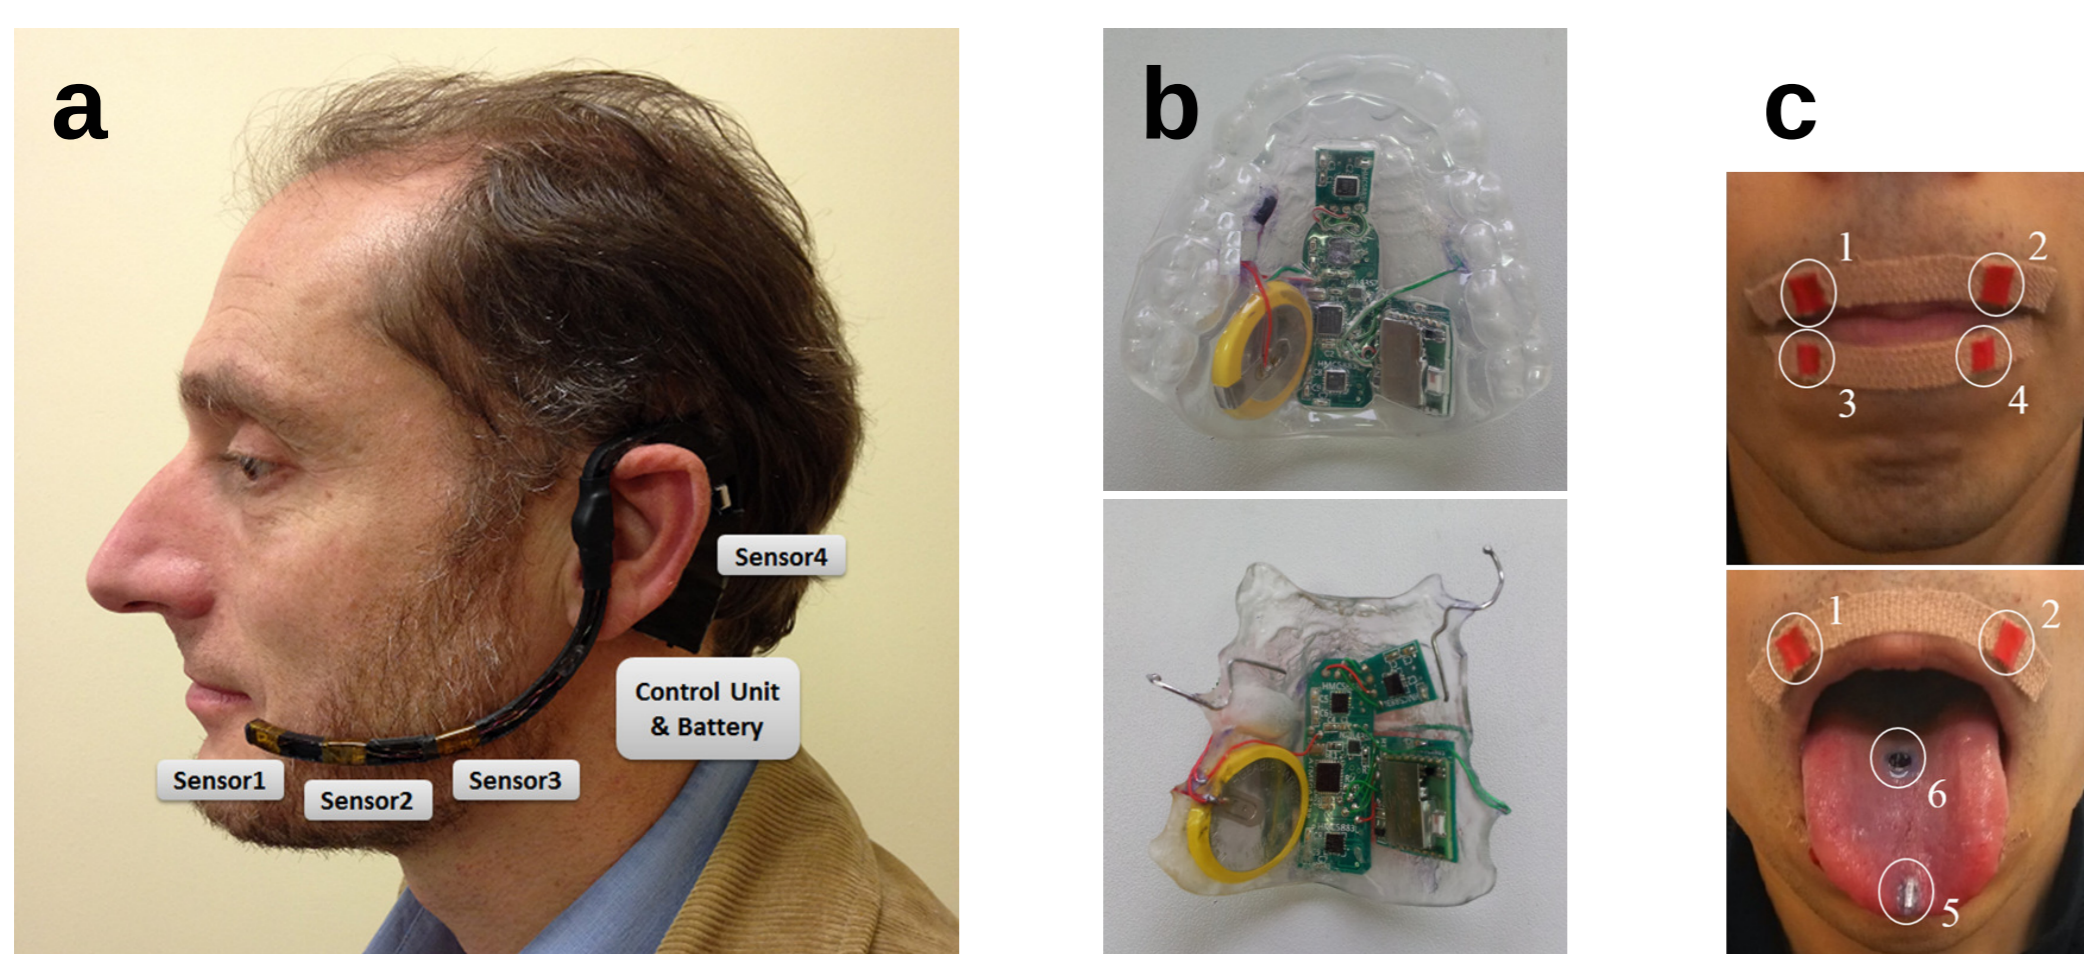 a
Sensor4
Control Unit
& Battery
Sensor1
Sensor2
Sensor3
b
c
1
2
3
4
1
2
6
5